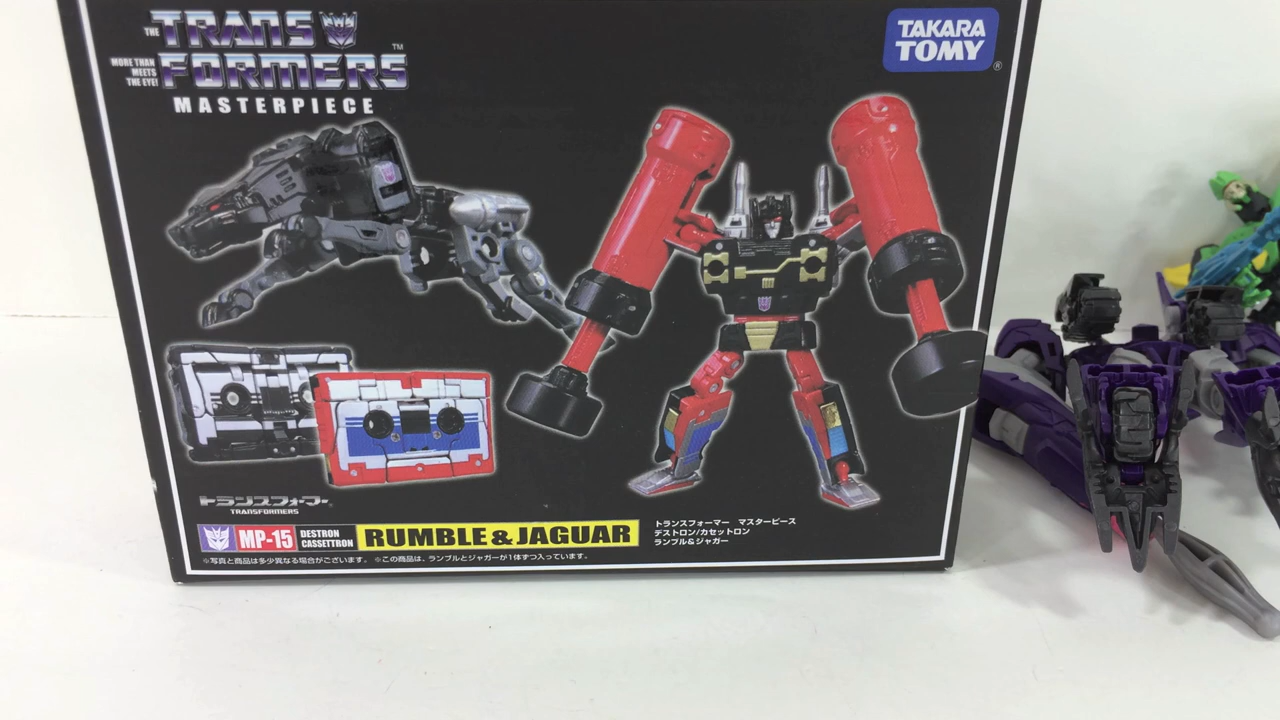 THE TRANSFORMERS™
MORE THAN
MEETS
THE EYE!
MASTERPIECE
TAKARA
TOMY®
トランスフォーマー
TRANSFORMERS
MP-15 DESTRON
CASSETTRON
RUMBLE & JAGUAR
トランスフォーマー マスターピース
デストロン/カセットロン
ランブル&ジャガー
※写真と商品は多少異なる場合がございます。 ※この商品は、ランブルとジャガーが1体ずつ入っています。